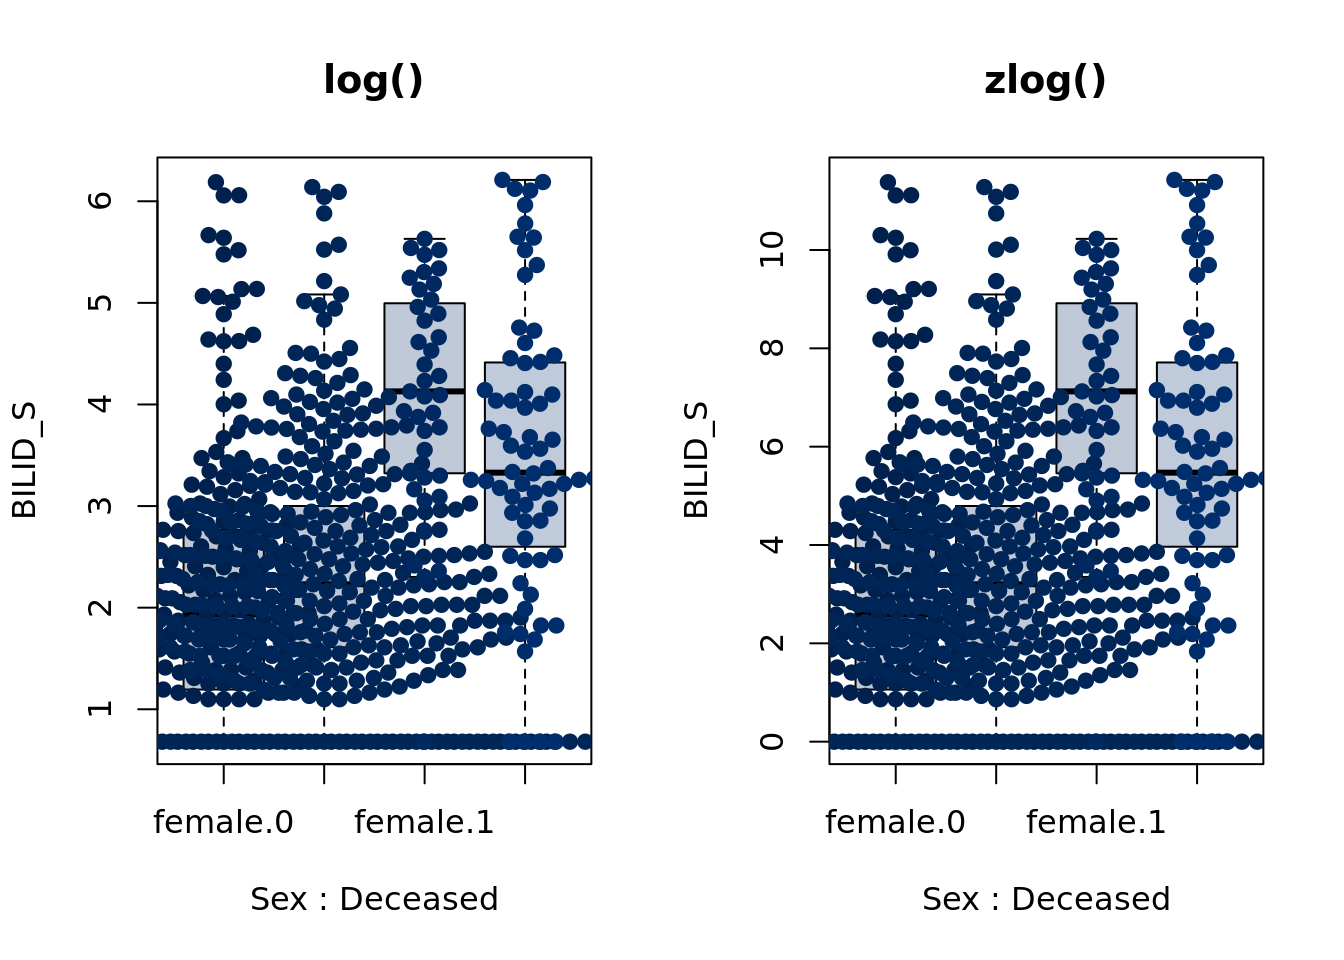 log()
BILID_S
6
5
4
3
2
1
female.0 female.1
Sex : Deceased
zlog()
BILID_S
10
8
6
4
2
0
female.0 female.1
Sex : Deceased